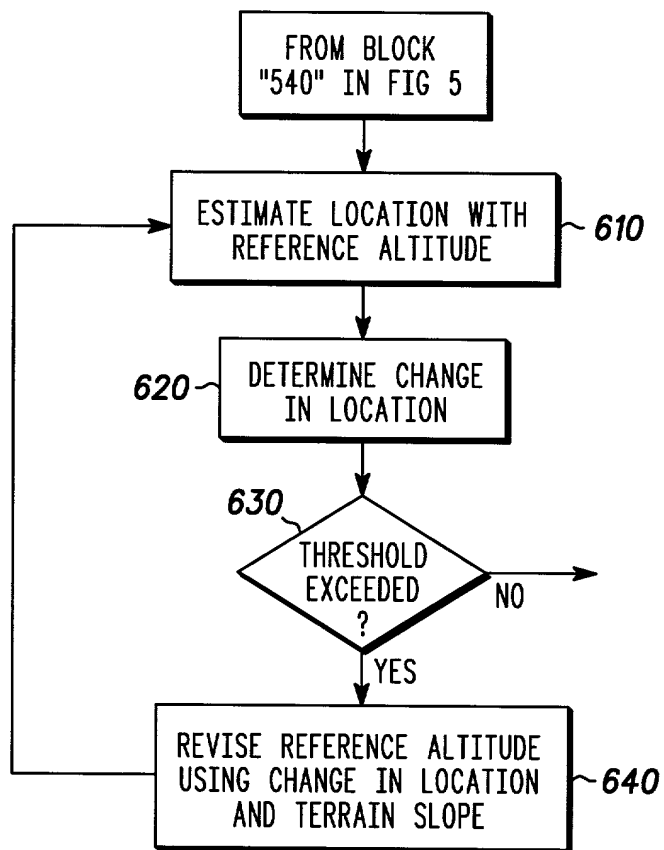 FROM BLOCK
"540" IN FIG 5
ESTIMATE LOCATION WITH
REFERENCE ALTITUDE
610
DETERMINE CHANGE
IN LOCATION
620
630
THRESHOLD
EXCEEDED
?
NO
YES
REVISE REFERENCE ALTITUDE
USING CHANGE IN LOCATION
AND TERRAIN SLOPE
640